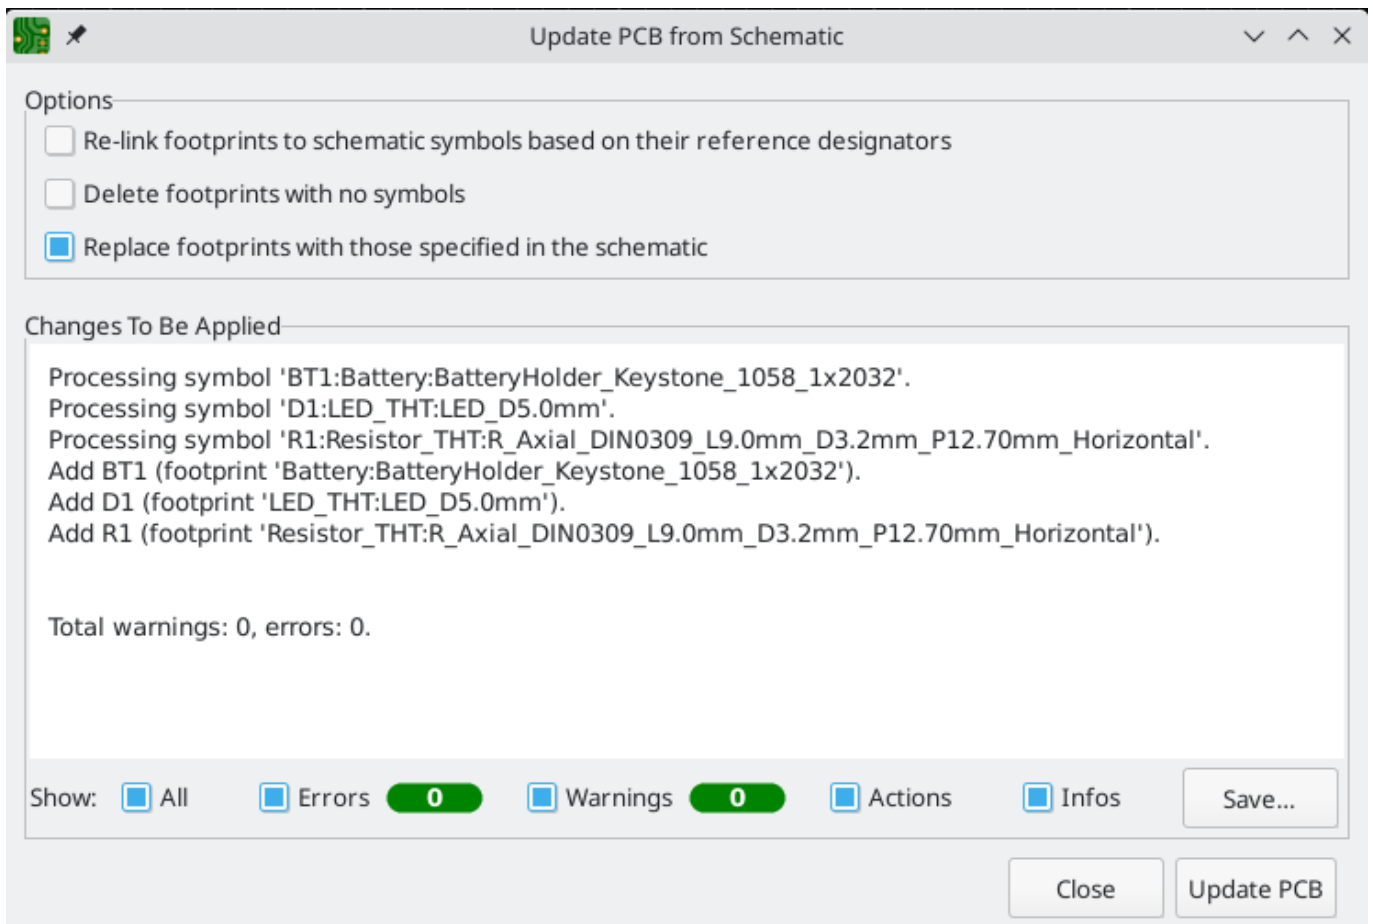 Update PCB from Schematic
Options
Re-link footprints to schematic symbols based on their reference designators
Delete footprints with no symbols
Replace footprints with those specified in the schematic
Changes To Be Applied
Processing symbol 'BT1:Battery:BatteryHolder_Keystone_1058_1x2032'.
Processing symbol 'D1:LED_THT:LED_D5.0mm'.
Processing symbol 'R1:Resistor_THT:R_Axial_DIN0309_L9.0mm_D3.2mm_P12.70mm_Horizontal'.
Add BT1 (footprint 'Battery:BatteryHolder_Keystone_1058_1x2032').
Add D1 (footprint 'LED_THT:LED_D5.0mm').
Add R1 (footprint 'Resistor_THT:R_Axial_DIN0309_L9.0mm_D3.2mm_P12.70mm_Horizontal').
Total warnings: 0, errors: 0.
Show: All Errors 0 Warnings 0 Actions Infos Save...
Close Update PCB